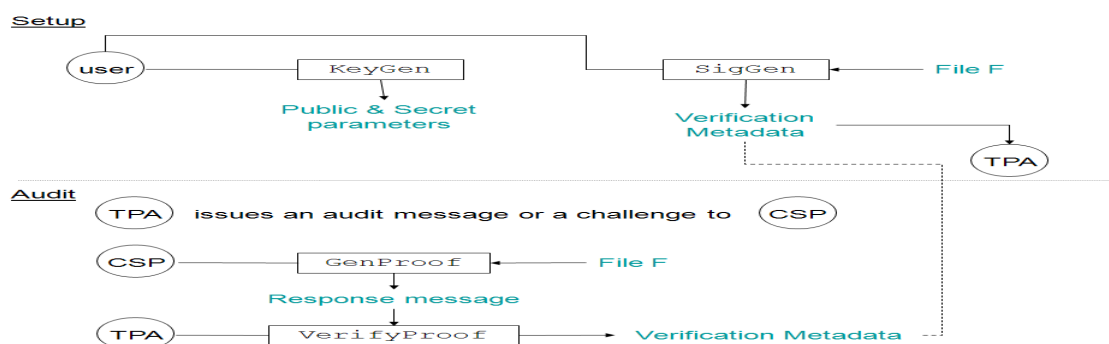 Setup
user
KeyGen
SigGen
File F
Public & Secret
parameters
Verification
Metadata
TPA
Audit
TPA issues an audit message or a challenge to CSP
CSP
GenProof
File F
Response message
TPA
VerifyProof
Verification Metadata